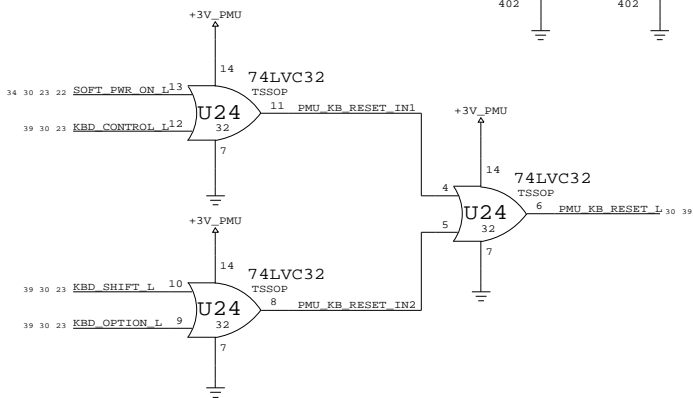 402
402
+3V_PMU
14
74LVC32
TSSOP
34 30 23 22 SOFT_PWR_ON_L 13
U24
11 PMU_KB_RESET_IN1
39 30 23 KBD_CONTROL_L 12
32
7
+3V_PMU
14
74LVC32
TSSOP
4
U24
6 PMU_KB_RESET_L 30 39
5
32
7
+3V_PMU
14
74LVC32
TSSOP
39 30 23 KBD_SHIFT_L 10
U24
8 PMU_KB_RESET_IN2
39 30 23 KBD_OPTION_L 9
32
7